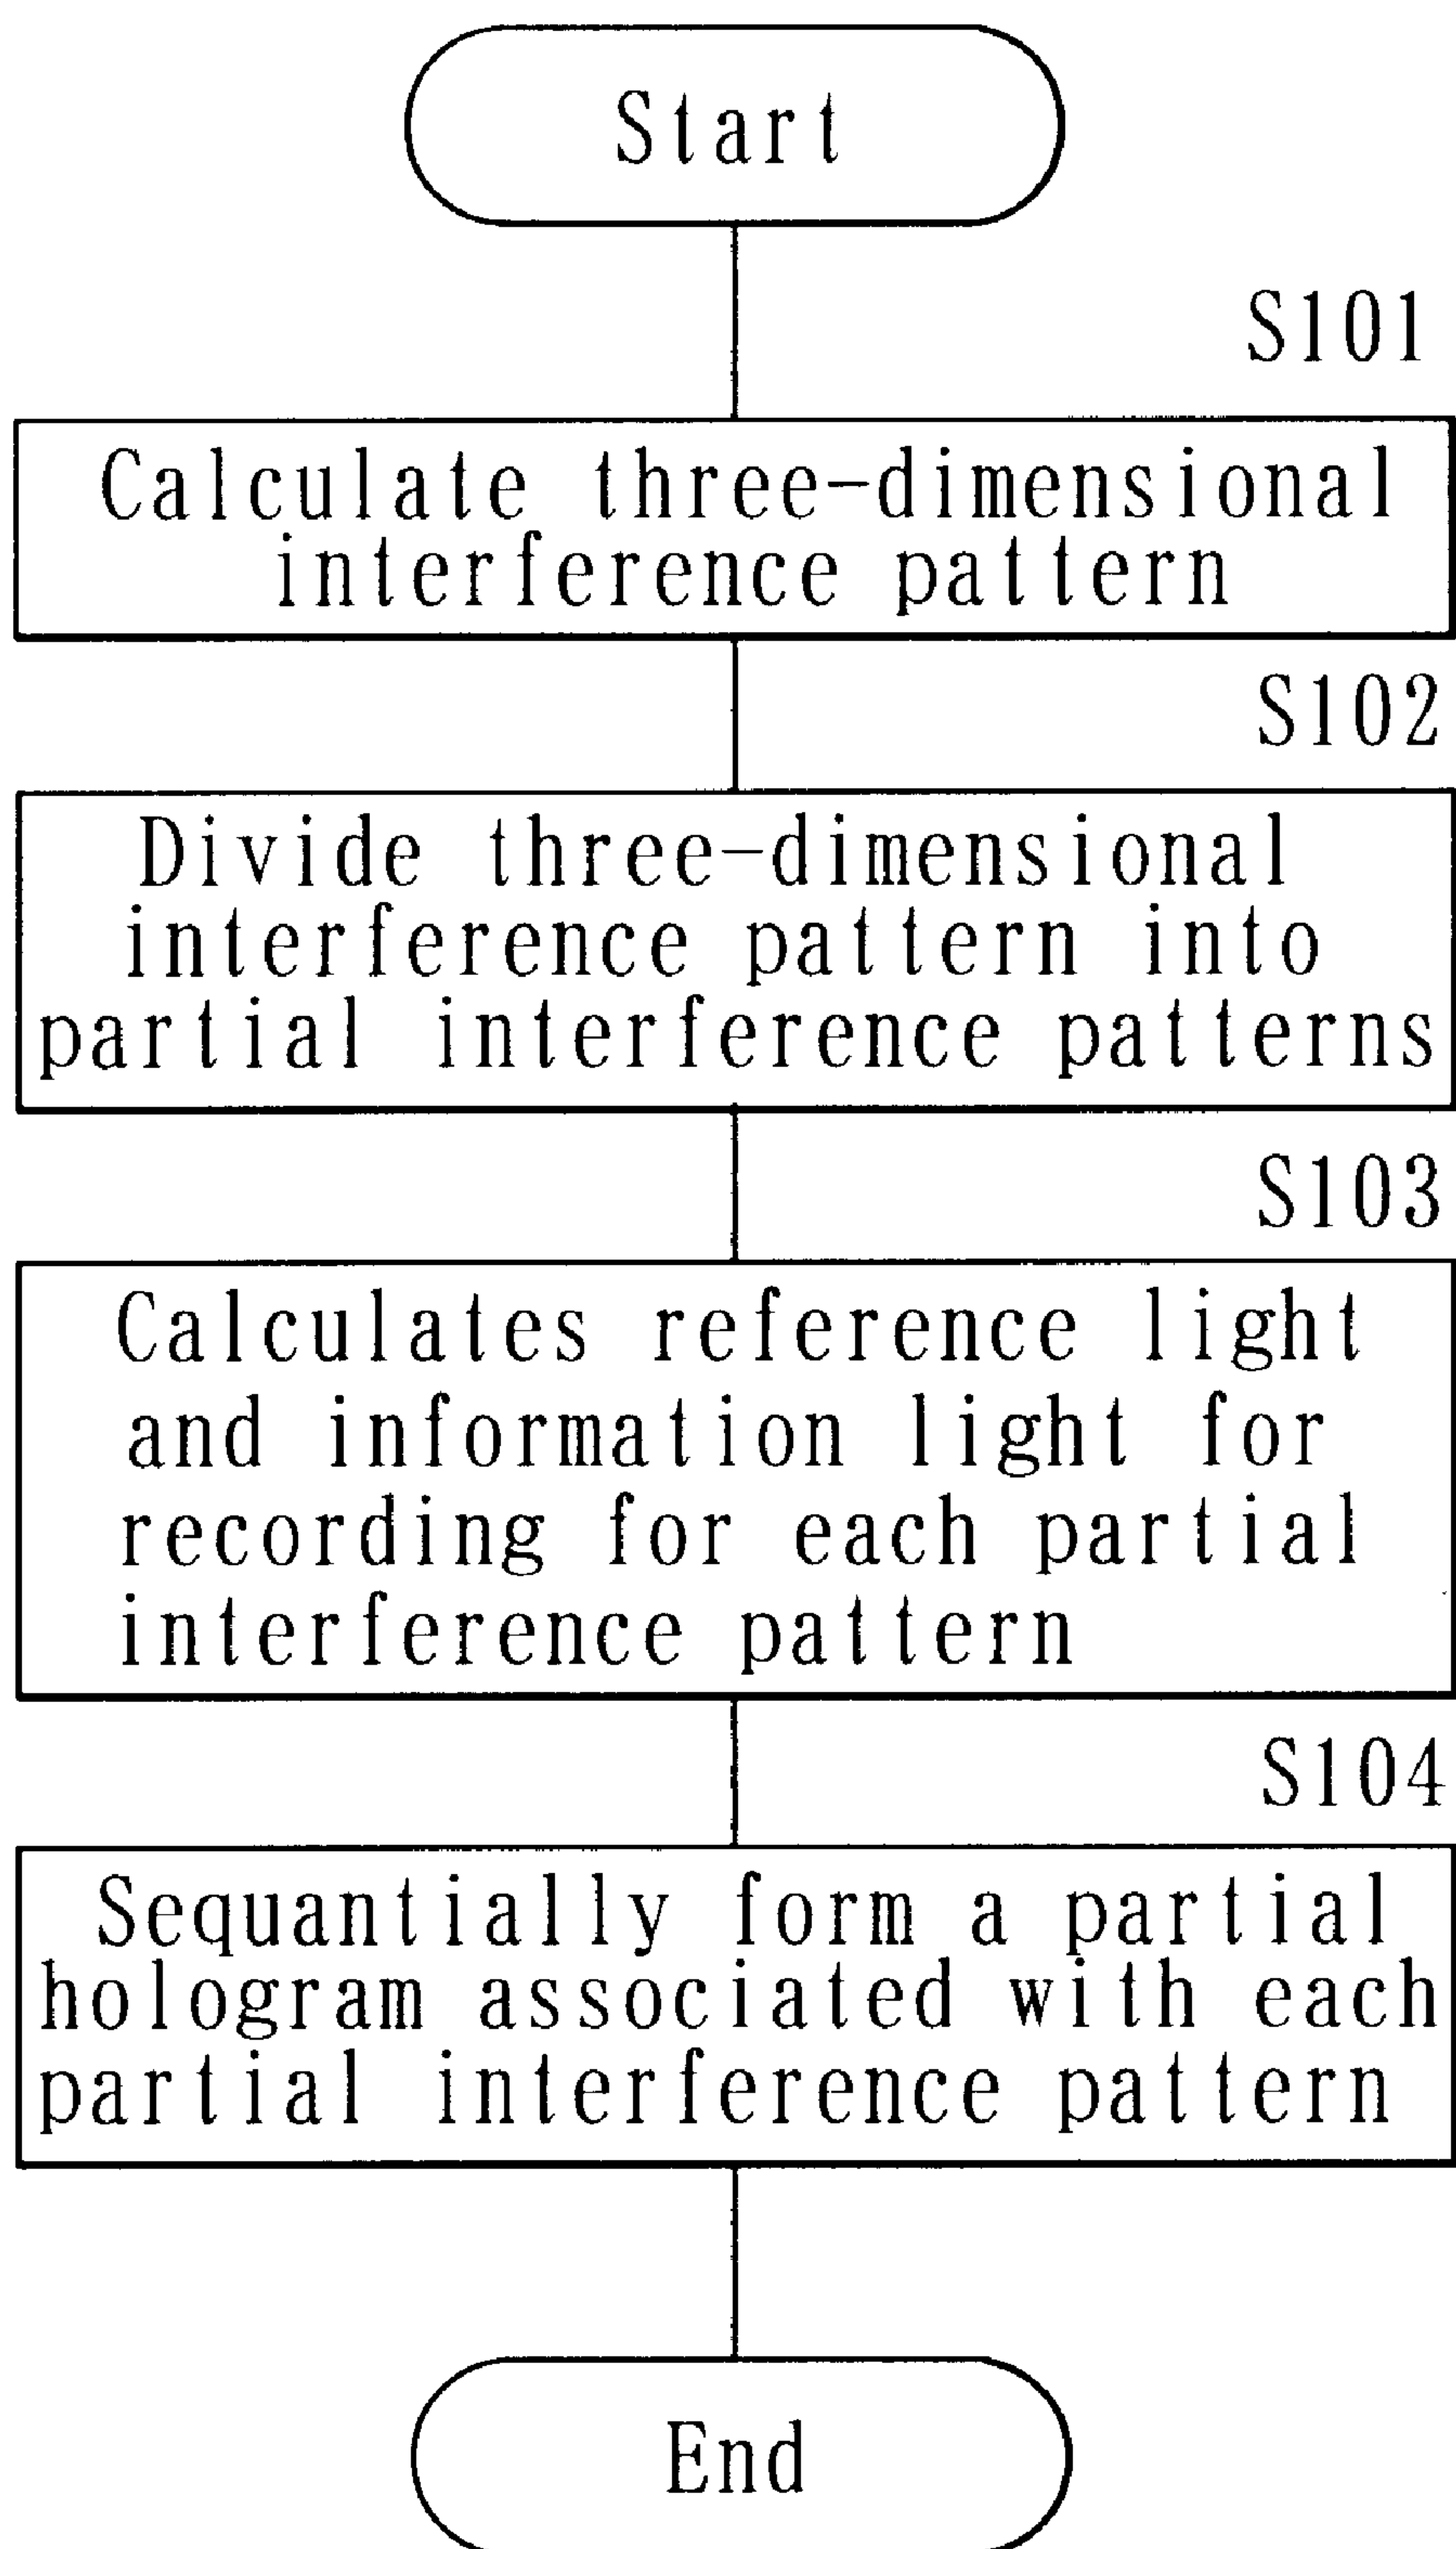 Start
S101
Calculate three-dimensional
interference pattern
S102
Divide three-dimensional
interference pattern into
partial interference patterns
S103
Calculates reference light
and information light for
recording for each partial
interference pattern
S104
Sequantially form a partial
hologram associated with each
partial interference pattern
End